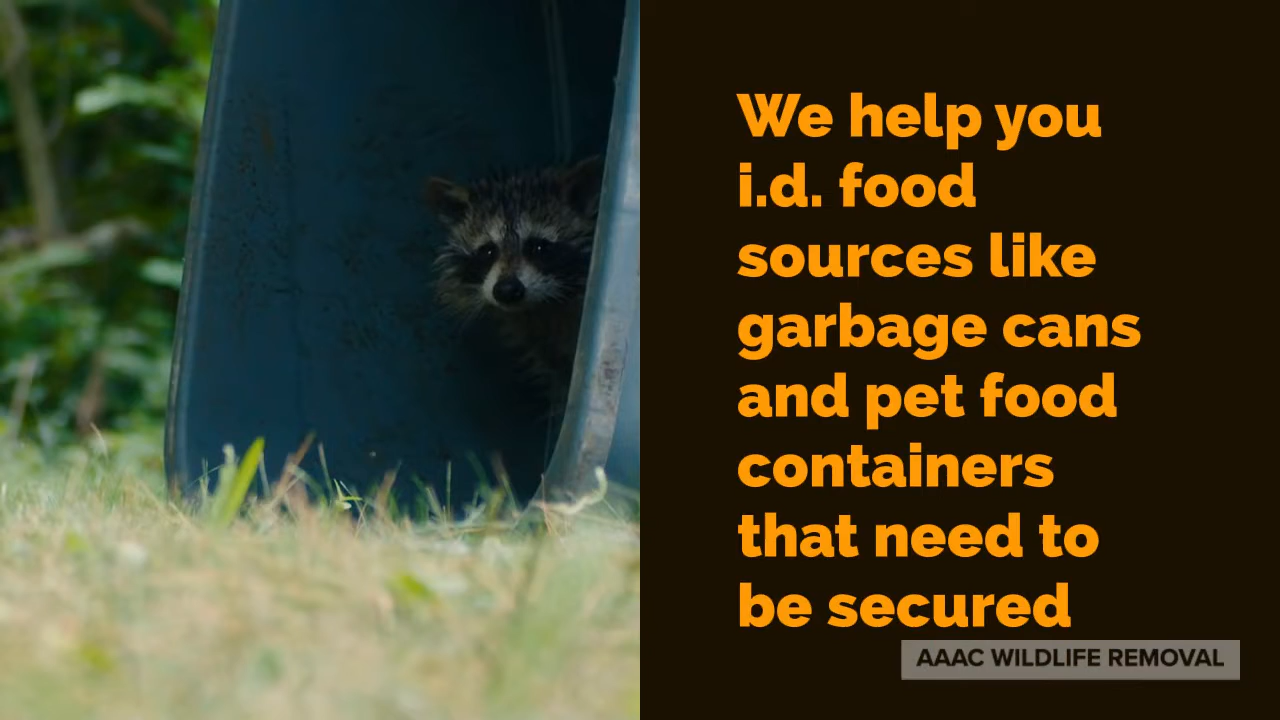 We help you
i.d. food
sources like
garbage cans
and pet food
containers
that need to
be secured
AAAC WILDLIFE REMOVAL